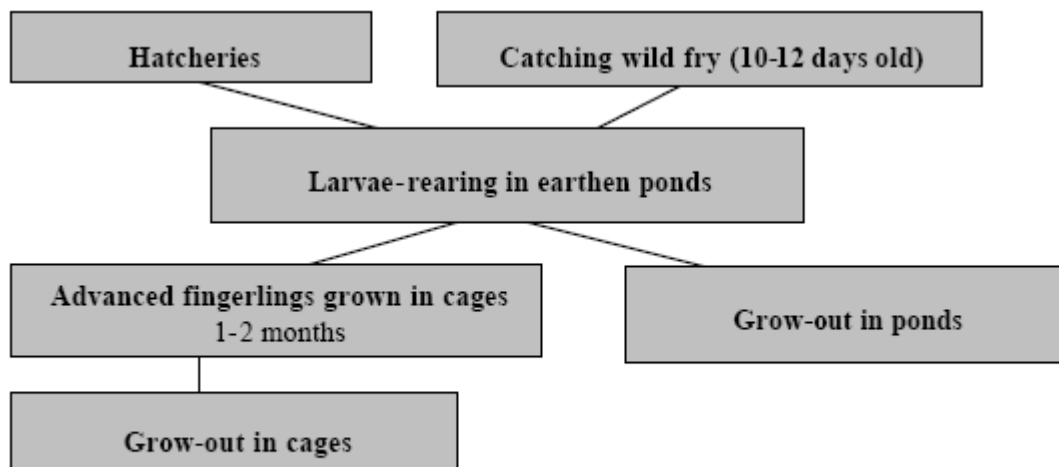 Hatcheries
Catching wild fry (10-12 days old)
Larvae-rearing in earthen ponds
Advanced fingerlings grown in cages
1-2 months
Grow-out in ponds
Grow-out in cages